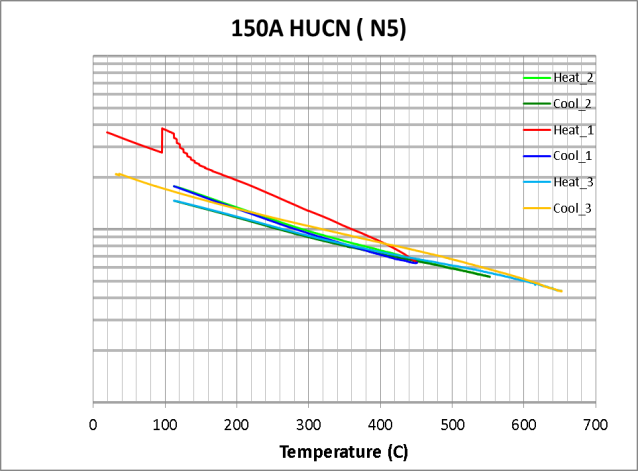 150A HUCN ( N5)
Heat_2
Cool_2
Heat_1
Cool_1
Heat_3
Cool_3
0 100 200 300 400 500 600 700
Temperature (C)